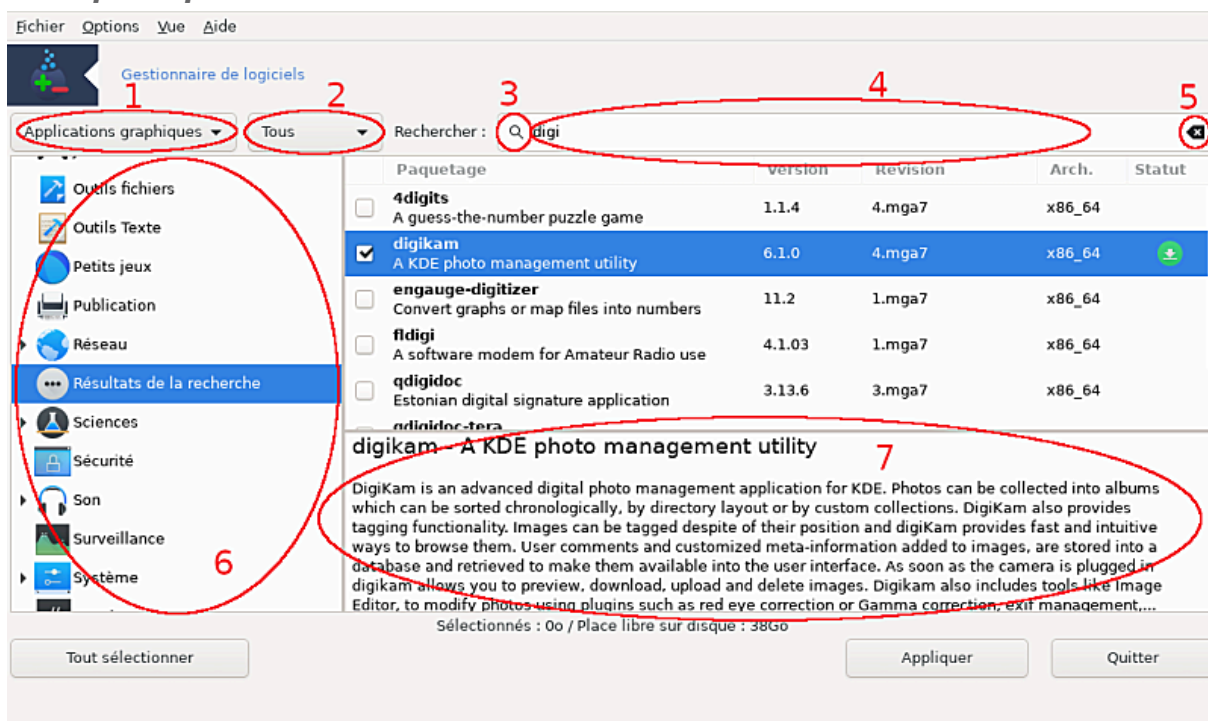 Fichier Options Vue Aide
Gestionnaire de logiciels
1 2 3 4 5
Applications graphiques Tous Rechercher : digi
Paquetage Version Révision Arch. Statut
Outils fichiers
Outils Texte
Petits jeux
Publication
Réseau
Résultats de la recherche
Sciences
Sécurité
Son
Surveillance
Système
6
4digits 1.1.4 4.mga7 x86_64
A guess-the-number puzzle game
digikam 6.1.0 4.mga7 x86_64
A KDE photo management utility
engauge-digitizer 11.2 1.mga7 x86_64
Convert graphs or map files into numbers
fldigi 4.1.03 1.mga7 x86_64
A software modem for Amateur Radio use
qdigidoc 3.13.6 3.mga7 x86_64
Estonian digital signature application
qdigidoc-tera
digikam - A KDE photo management utility
7
DigiKam is an advanced digital photo management application for KDE. Photos can be collected into albums
which can be sorted chronologically, by directory layout or by custom collections. DigiKam also provides
tagging functionality. Images can be tagged despite of their position and digiKam provides fast and intuitive
ways to browse them. User comments and customized meta-information added to images, are stored into a
database and retrieved to make them available into the user interface. As soon as the camera is plugged in
digikam allows you to preview, download, upload and delete images. Digikam also includes tools like Image
Editor, to modify photos using plugins such as red eye correction or Gamma correction, exif management,...
Sélectionnés : 0o / Place libre sur disque : 38Go
Tout sélectionner Appliquer Quitter